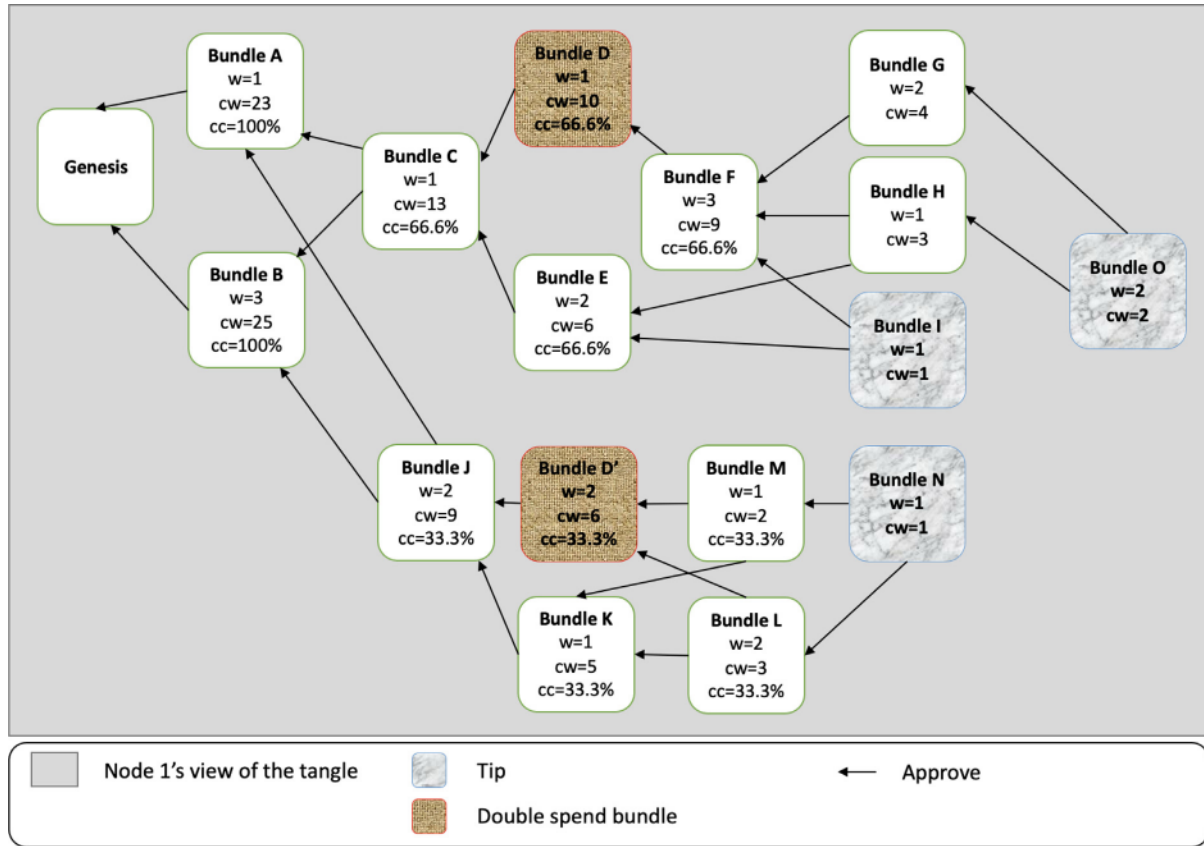 Bundle A
w=1
cw=23
cc=100%
Genesis
Bundle B
w=3
cw=25
cc=100%
Bundle C
w=1
cw=13
cc=66.6%
Bundle D
w=1
cw=10
cc=66.6%
Bundle E
w=2
cw=6
cc=66.6%
Bundle F
w=3
cw=9
cc=66.6%
Bundle G
w=2
cw=4
Bundle H
w=1
cw=3
Bundle I
w=1
cw=1
Bundle O
w=2
cw=2
Bundle J
w=2
cw=9
cc=33.3%
Bundle D’
w=2
cw=6
cc=33.3%
Bundle M
w=1
cw=2
cc=33.3%
Bundle N
w=1
cw=1
Bundle K
w=1
cw=5
cc=33.3%
Bundle L
w=2
cw=3
cc=33.3%
Node 1’s view of the tangle
Tip
Approve
Double spend bundle